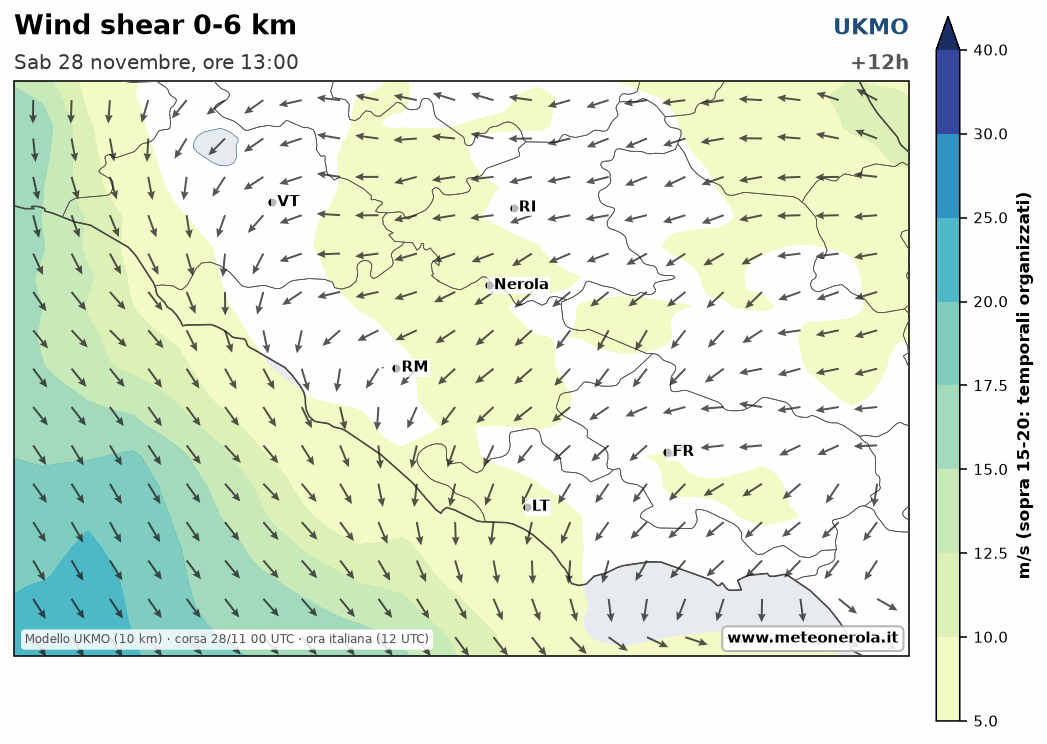 Wind shear 0-6 km
UKMO
Sab 28 novembre, ore 13:00
+12h
40.0
30.0
25.0
20.0
17.5
15.0
12.5
10.0
5.0
m/s (sopra 15-20: temporali organizzati)
VT
RI
Nerola
RM
FR
LT
Modello UKMO (10 km) · corsa 28/11 00 UTC · ora italiana (12 UTC)
www.meteonerola.it